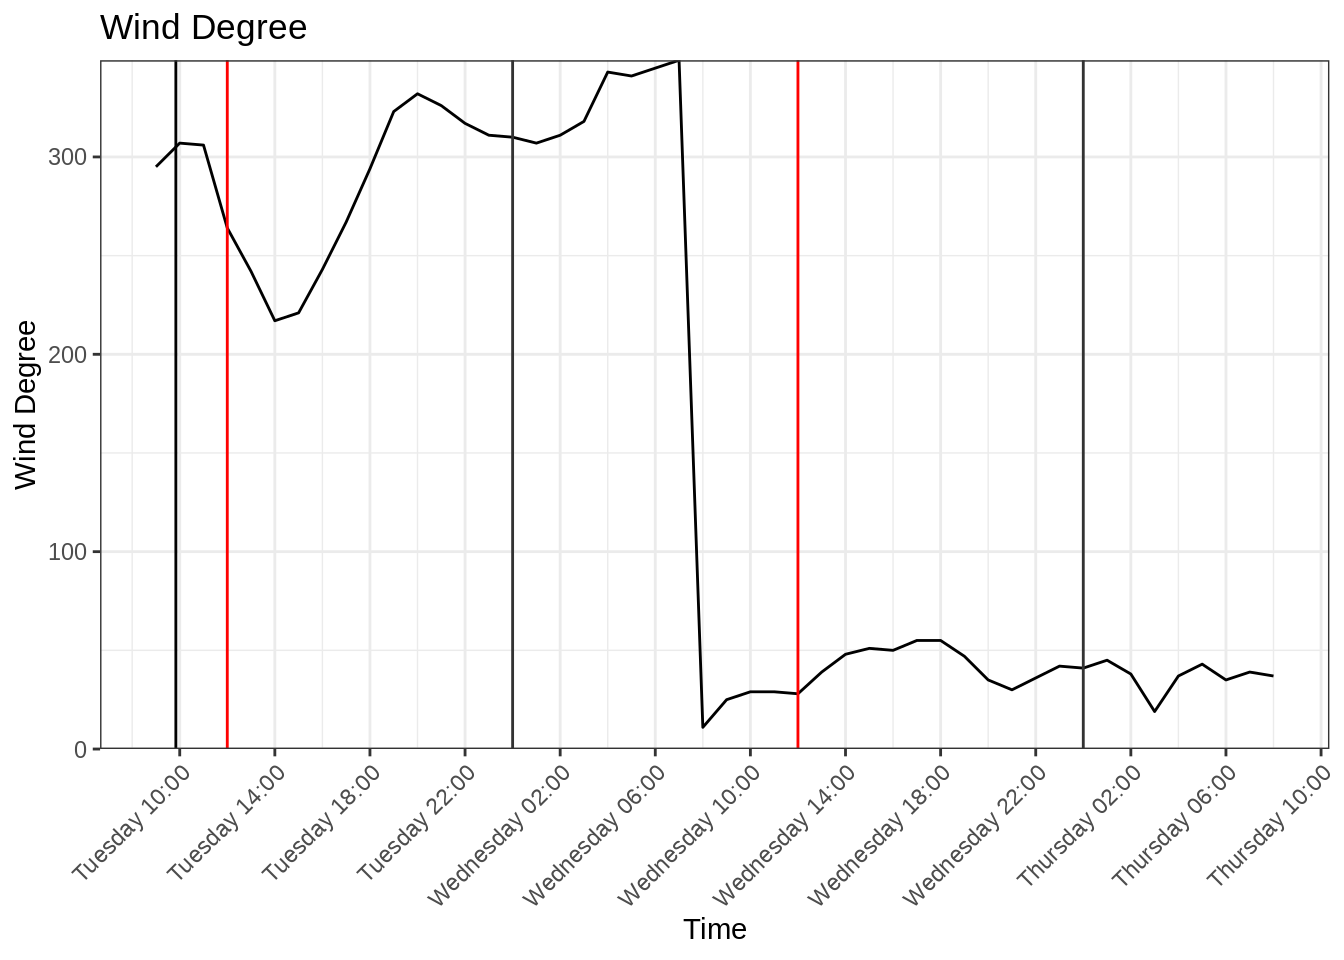 Wind Degree
Wind Degree
300
200
100
0
Tuesday 10:00
Tuesday 14:00
Tuesday 18:00
Tuesday 22:00
Wednesday 02:00
Wednesday 06:00
Wednesday 10:00
Wednesday 14:00
Wednesday 18:00
Wednesday 22:00
Thursday 02:00
Thursday 06:00
Thursday 10:00
Time